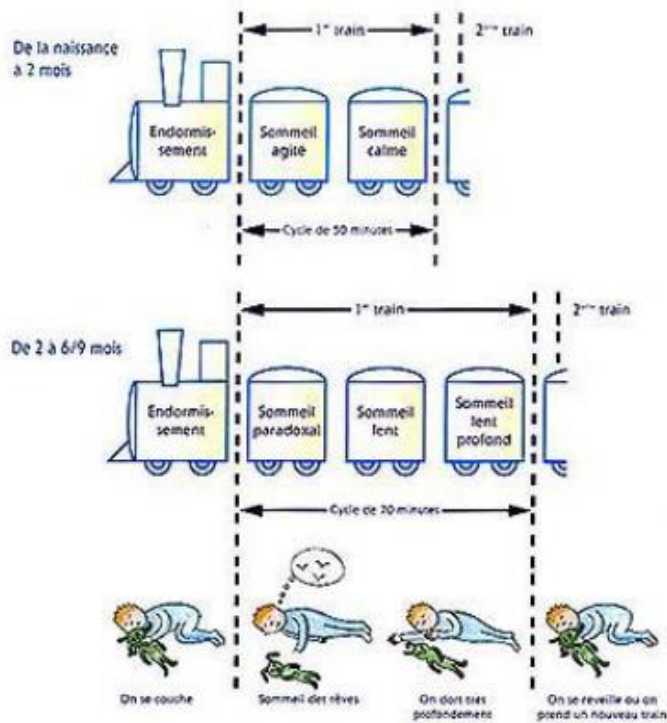 De la naissance
à 2 mois
1er train
2ème train
Endormis-
sement
Sommeil
agité
Sommeil
calme
Cycle de 50 minutes
De 2 à 6/9 mois
1er train
2ème train
Endormis-
sement
Sommeil
paradoxal
Sommeil
lent
Sommeil
lent
profond
Cycle de 70 minutes
On se couche
Sommeil des rêves
On dort très
profondément
On se réveille ou on
prend un nouveau train